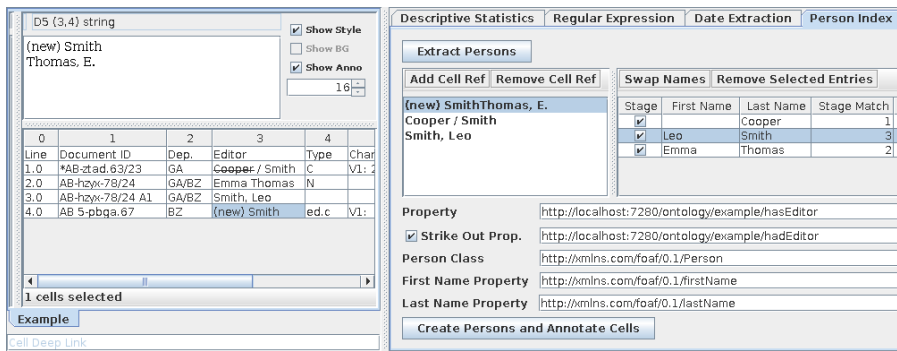 D5 (3,4) string
(new) Smith
Thomas, E.
Show Style
Show BG
Show Anno
16
0 1 2 3 4
Line Document ID Dep. Editor Type Char
1.0 *AB-ztad.63/23 GA Cooper / Smith C V1: 2
2.0 AB-hzyx-78/24 GA/BZ Emma Thomas N
3.0 AB-hzyx-78/24 A1 GA/BZ Smith, Leo
4.0 AB 5-pbga.67 BZ (new) Smith ed.c V1:
1 cells selected
Example
Cell Deep Link
Descriptive Statistics Regular Expression Date Extraction Person Index
Extract Persons
Add Cell Ref Remove Cell Ref
(new) SmithThomas, E.
Cooper / Smith
Smith, Leo
Swap Names Remove Selected Entries
Stage First Name Last Name Stage Match
Cooper 1
Leo Smith 3
Emma Thomas 2
Property http://localhost:7280/ontology/example/hasEditor
Strike Out Prop. http://localhost:7280/ontology/example/hadEditor
Person Class http://xmlns.com/foaf/0.1/Person
First Name Property http://xmlns.com/foaf/0.1/firstName
Last Name Property http://xmlns.com/foaf/0.1/lastName
Create Persons and Annotate Cells